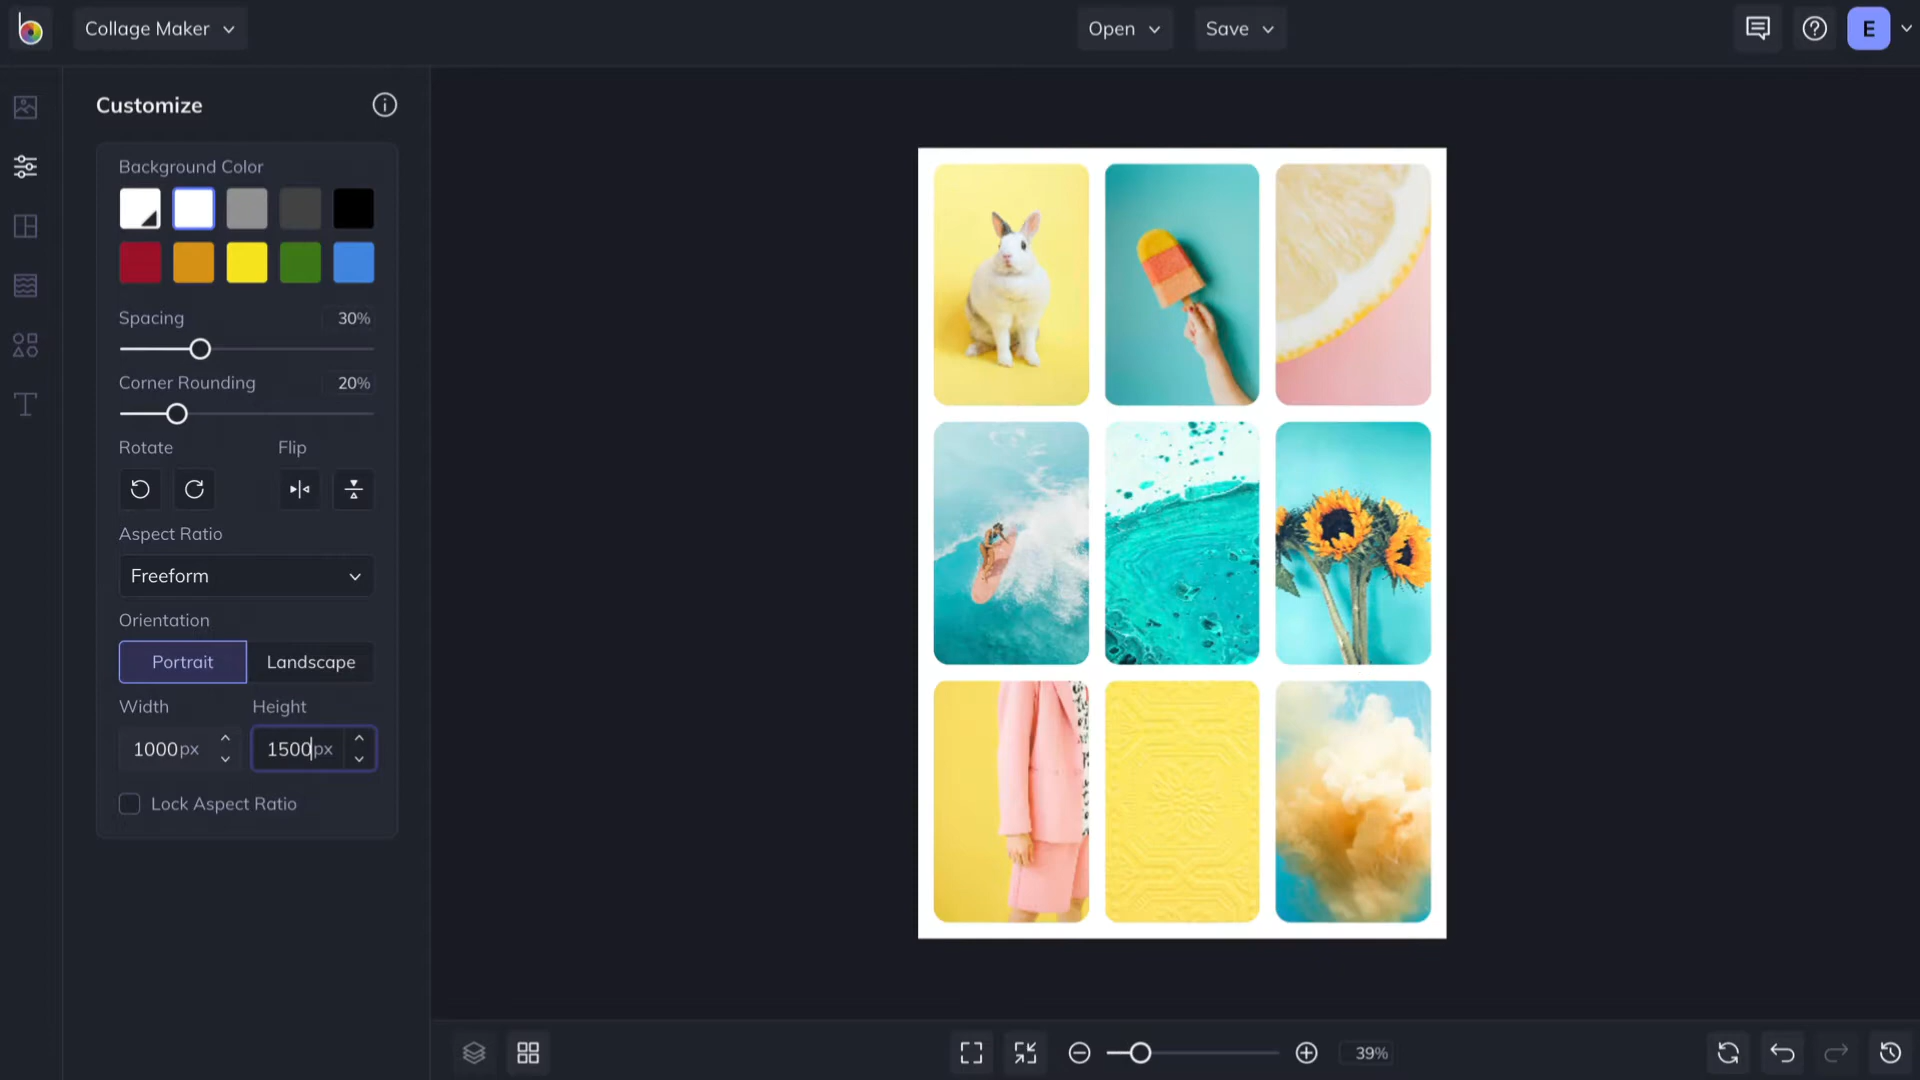 Collage Maker
Open
Save
E
Customize
Background Color
Spacing
30%
Corner Rounding
20%
Rotate
Flip
Aspect Ratio
Freeform
Orientation
Portrait
Landscape
Width
Height
1000px
1500px
Lock Aspect Ratio
39%